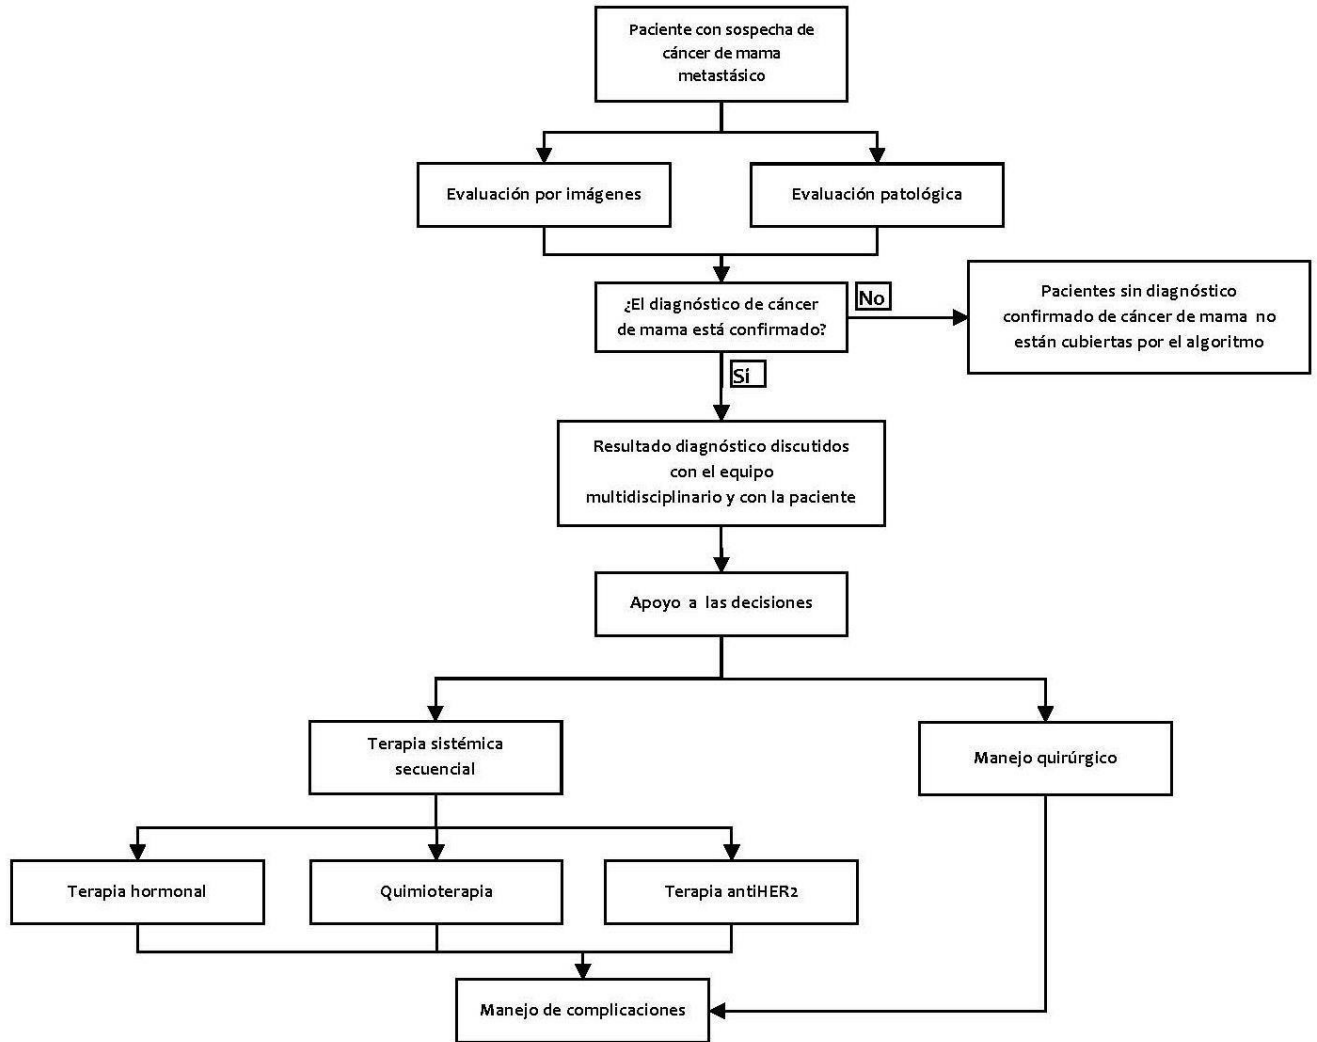 Paciente con sospecha de
cáncer de mama
metastásico
Evaluación por imágenes
Evaluación patológica
¿El diagnóstico de cáncer
de mama está confirmado?
No
Pacientes sin diagnóstico
confirmado de cáncer de mama no
están cubiertas por el algoritmo
Sí
Resultado diagnóstico discutidos
con el equipo
multidisciplinario y con la paciente
Apoyo a las decisiones
Terapia sistémica
secuencial
Manejo quirúrgico
Terapia hormonal
Quimioterapia
Terapia antiHER2
Manejo de complicaciones